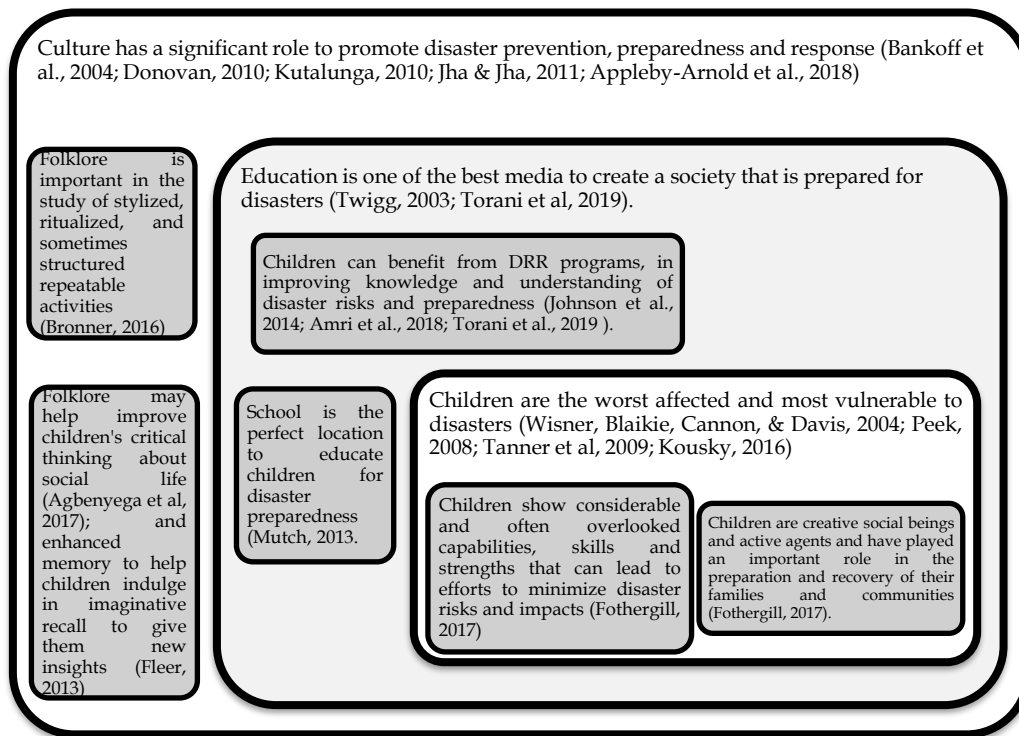 Culture has a significant role to promote disaster prevention, preparedness and response (Bankoff et
al., 2004; Donovan, 2010; Kutalunga, 2010; Jha & Jha, 2011; Appleby-Arnold et al., 2018)
Folklore is
important in the
study of stylized,
ritualized, and
sometimes
structured
repeatable
activities
(Bronner, 2016)
Folklore may
help improve
children's critical
thinking about
social life
(Agbenyega et al,
2017); and
enhanced
memory to help
children indulge
in imaginative
recall to give
them new
insights (Fleer,
2013)
Education is one of the best media to create a society that is prepared for
disasters (Twigg, 2003; Torani et al, 2019).
Children can benefit from DRR programs, in
improving knowledge and understanding of
disaster risks and preparedness (Johnson et al.,
2014; Amri et al., 2018; Torani et al., 2019 ).
School is the
perfect location
to educate
children for
disaster
preparedness
(Mutch, 2013.
Children are the worst affected and most vulnerable to
disasters (Wisner, Blaikie, Cannon, & Davis, 2004; Peek,
2008; Tanner et al, 2009; Kousky, 2016)
Children show considerable
and often overlooked
capabilities, skills and
strengths that can lead to
efforts to minimize disaster
risks and impacts (Fothergill,
2017)
Children are creative social beings
and active agents and have played
an important role in the
preparation and recovery of their
families and communities
(Fothergill, 2017).